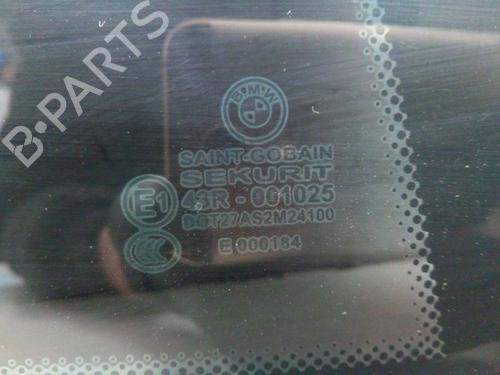 B-PARTS
BMW
SAINT-GOBAIN
SEKURIT
E1 43R - 001025
DOT27AS2M24100
E 000184